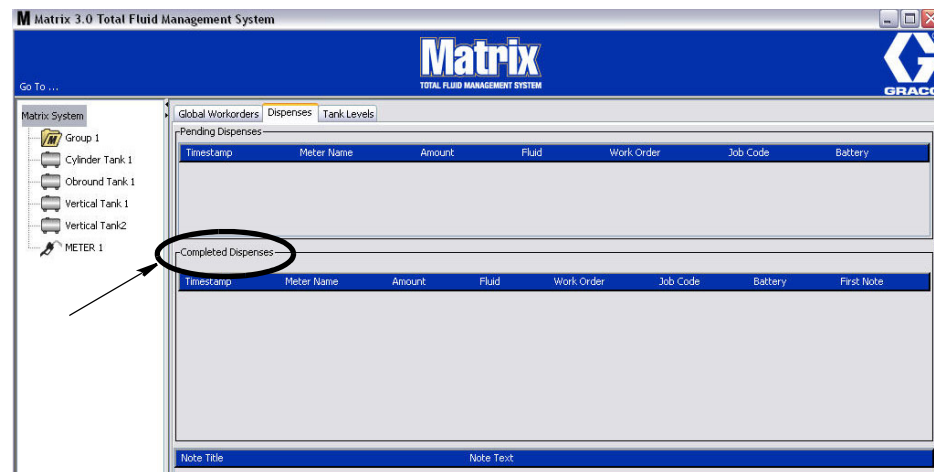 Matrix 3.0 Total Fluid Management System
Matrix
TOTAL FLUID MANAGEMENT SYSTEM
Go To ...
GRACO
Matrix System
Group 1
Cylinder Tank 1
Obround Tank 1
Vertical Tank 1
Vertical Tank2
METER 1
Global Workorders Dispenses Tank Levels
Pending Dispenses
Timestamp Meter Name Amount Fluid Work Order Job Code Battery
Completed Dispenses
Timestamp Meter Name Amount Fluid Work Order Job Code Battery First Note
Note Title Note Text